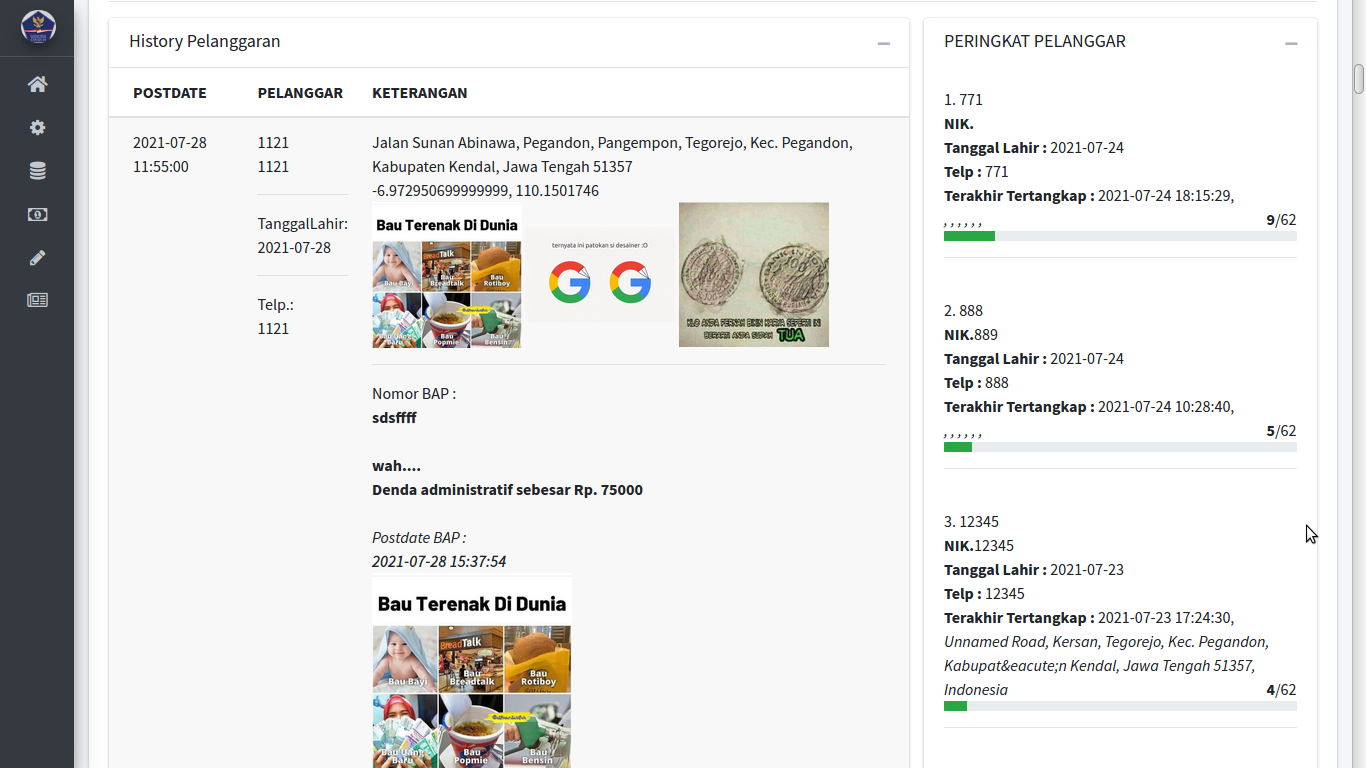 History Pelanggaran
POSTDATE PELANGGAR KETERANGAN
2021-07-28
11:55:00
1121
1121
TanggalLahir:
2021-07-28
Telp.:
1121
Jalan Sunan Abinawa, Pegandon, Pangempon, Tegorejo, Kec. Pegandon,
Kabupaten Kendal, Jawa Tengah 51357
-6.972950699999999, 110.1501746
Bau Terenak Di Dunia
BreadTalk
Bau Bayi
Bau
Breadtalk
Bau
Rotiboy
Bau Uang
Baru
Bau
Popmie
Bau
Bensin
ternyata ini patokan si desainer :O
KLO ANDA PERNAH BIKIN KARYA SEPERTI INI
BERARTI ANDA SUDAH TUA
Nomor BAP :
sdsffff
wah....
Denda administratif sebesar Rp. 75000
Postdate BAP :
2021-07-28 15:37:54
Bau Terenak Di Dunia
BreadTalk
Bau Bayi
Bau
Breadtalk
Bau
Rotiboy
Bau Uang
Baru
Bau
Popmie
Bau
Bensin
PERINGKAT PELANGGAR
1. 771
NIK.
Tanggal Lahir : 2021-07-24
Telp : 771
Terakhir Tertangkap : 2021-07-24 18:15:29,
, , , , , , 9/62
2. 888
NIK.889
Tanggal Lahir : 2021-07-24
Telp : 888
Terakhir Tertangkap : 2021-07-24 10:28:40,
, , , , , , 5/62
3. 12345
NIK.12345
Tanggal Lahir : 2021-07-23
Telp : 12345
Terakhir Tertangkap : 2021-07-23 17:24:30,
Unnamed Road, Kersan, Tegorejo, Kec. Pegandon,
Kabupat&eacute;n Kendal, Jawa Tengah 51357,
Indonesia 4/62